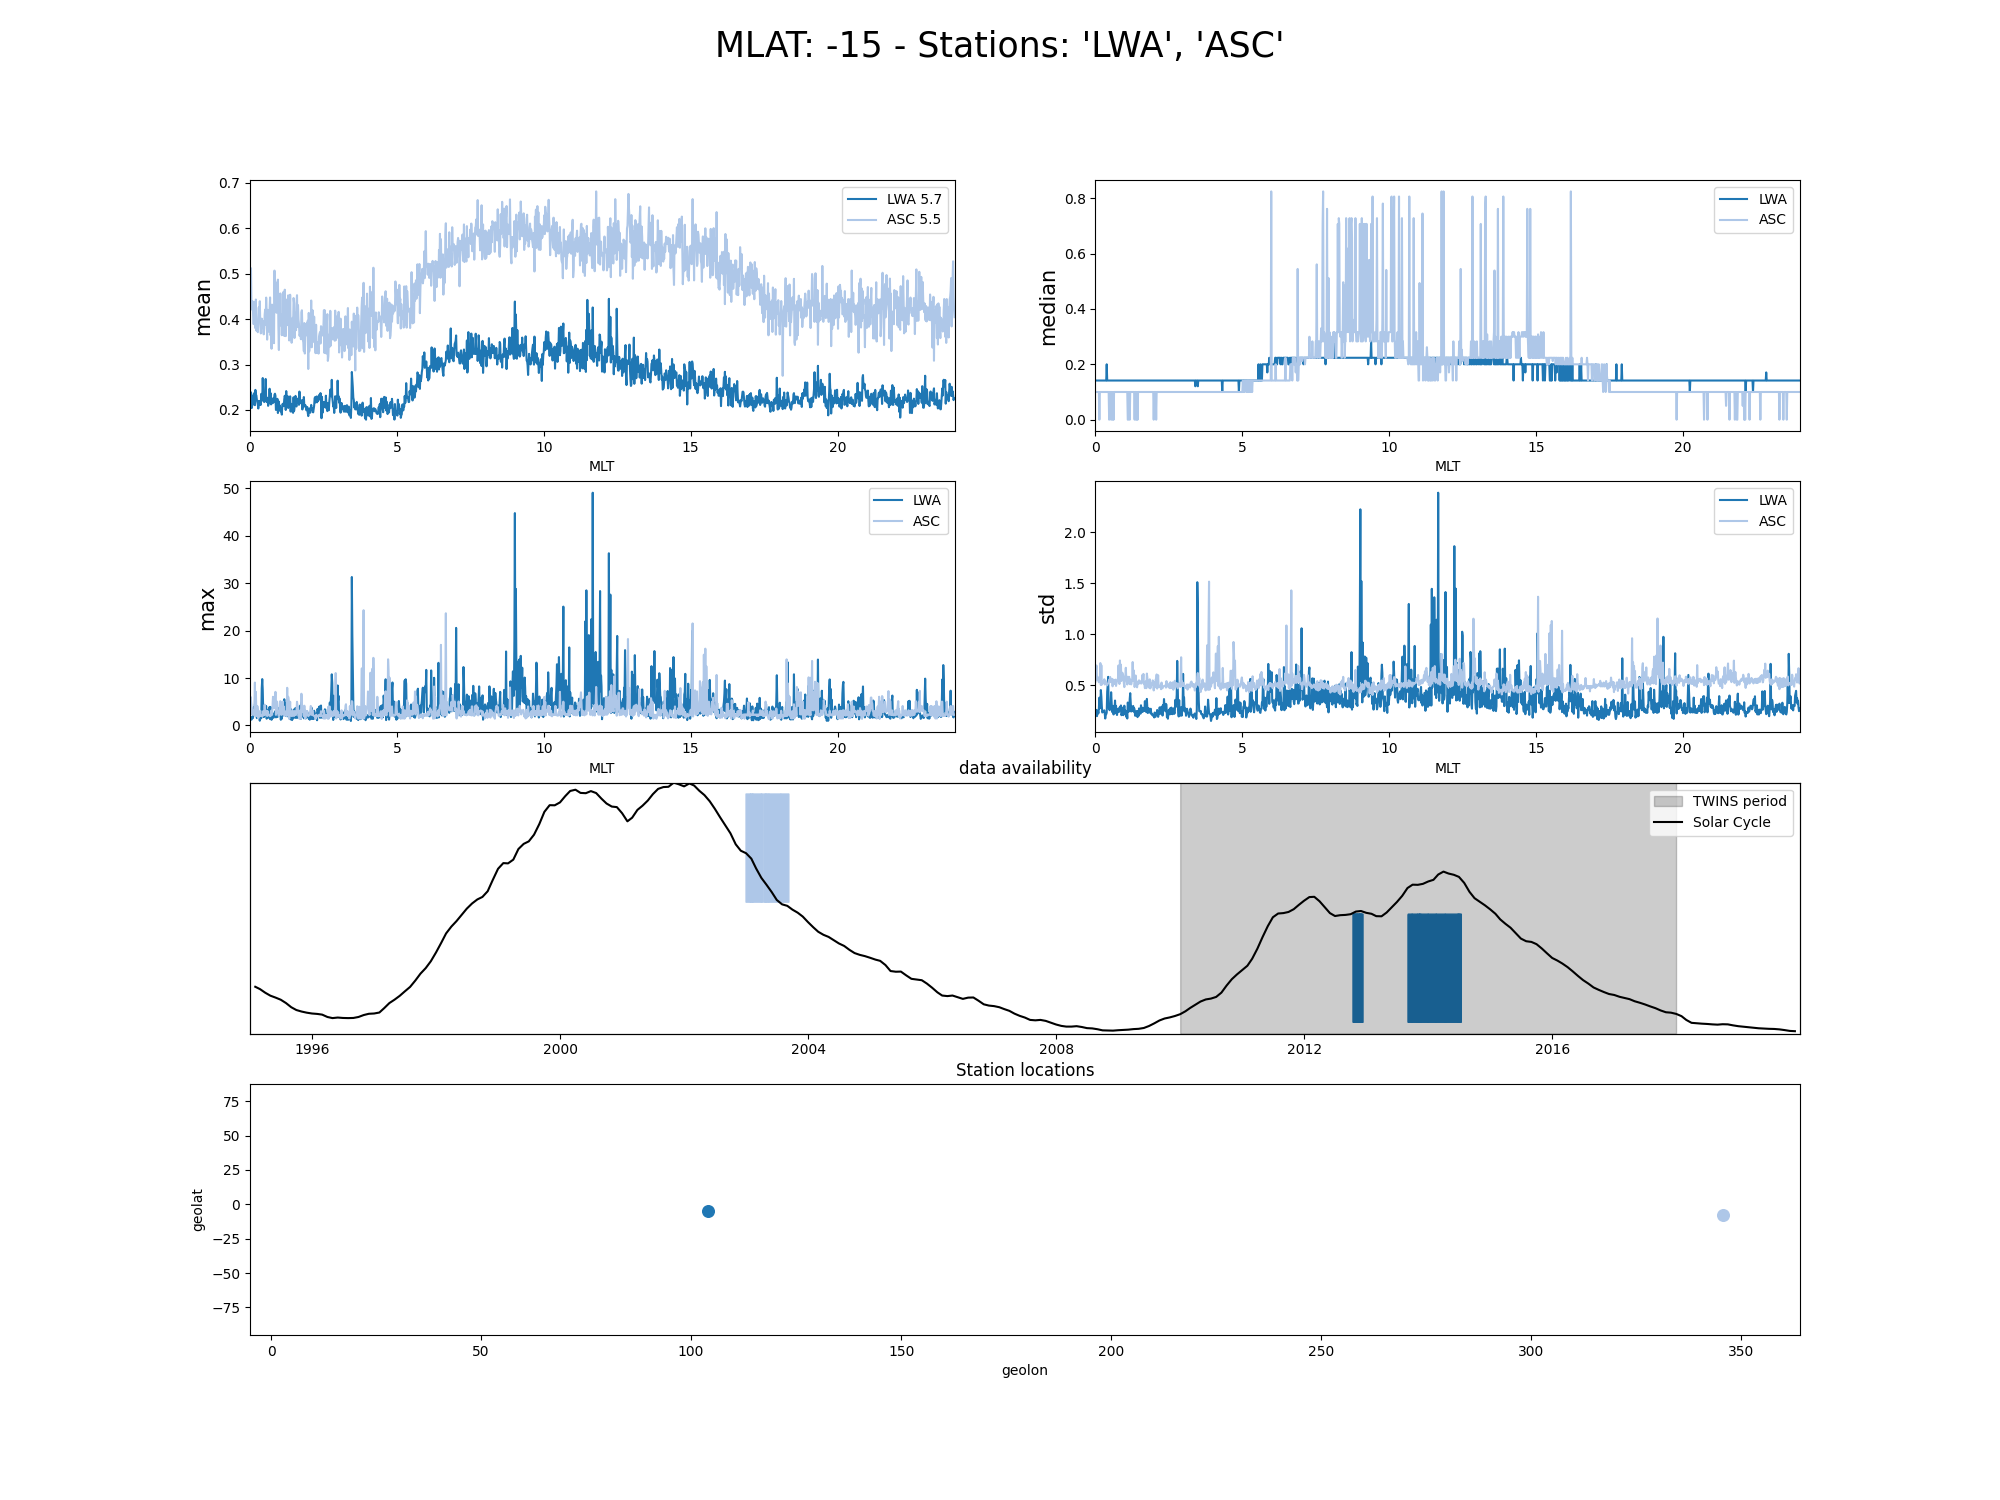 MLAT: -15 - Stations: 'LWA', 'ASC'
mean
0.7
0.6
0.5
0.4
0.3
0.2
0 5 10 15 20
MLT
LWA 5.7
ASC 5.5
median
0.8
0.6
0.4
0.2
0.0
0 5 10 15 20
MLT
LWA
ASC
max
50
40
30
20
10
0
0 5 10 15 20
MLT
LWA
ASC
std
2.0
1.5
1.0
0.5
0 5 10 15 20
MLT
LWA
ASC
data availability
TWINS period
Solar Cycle
1996 2000 2004 2008 2012 2016
Station locations
geolat
75
50
25
0
−25
−50
−75
0 50 100 150 200 250 300 350
geolon